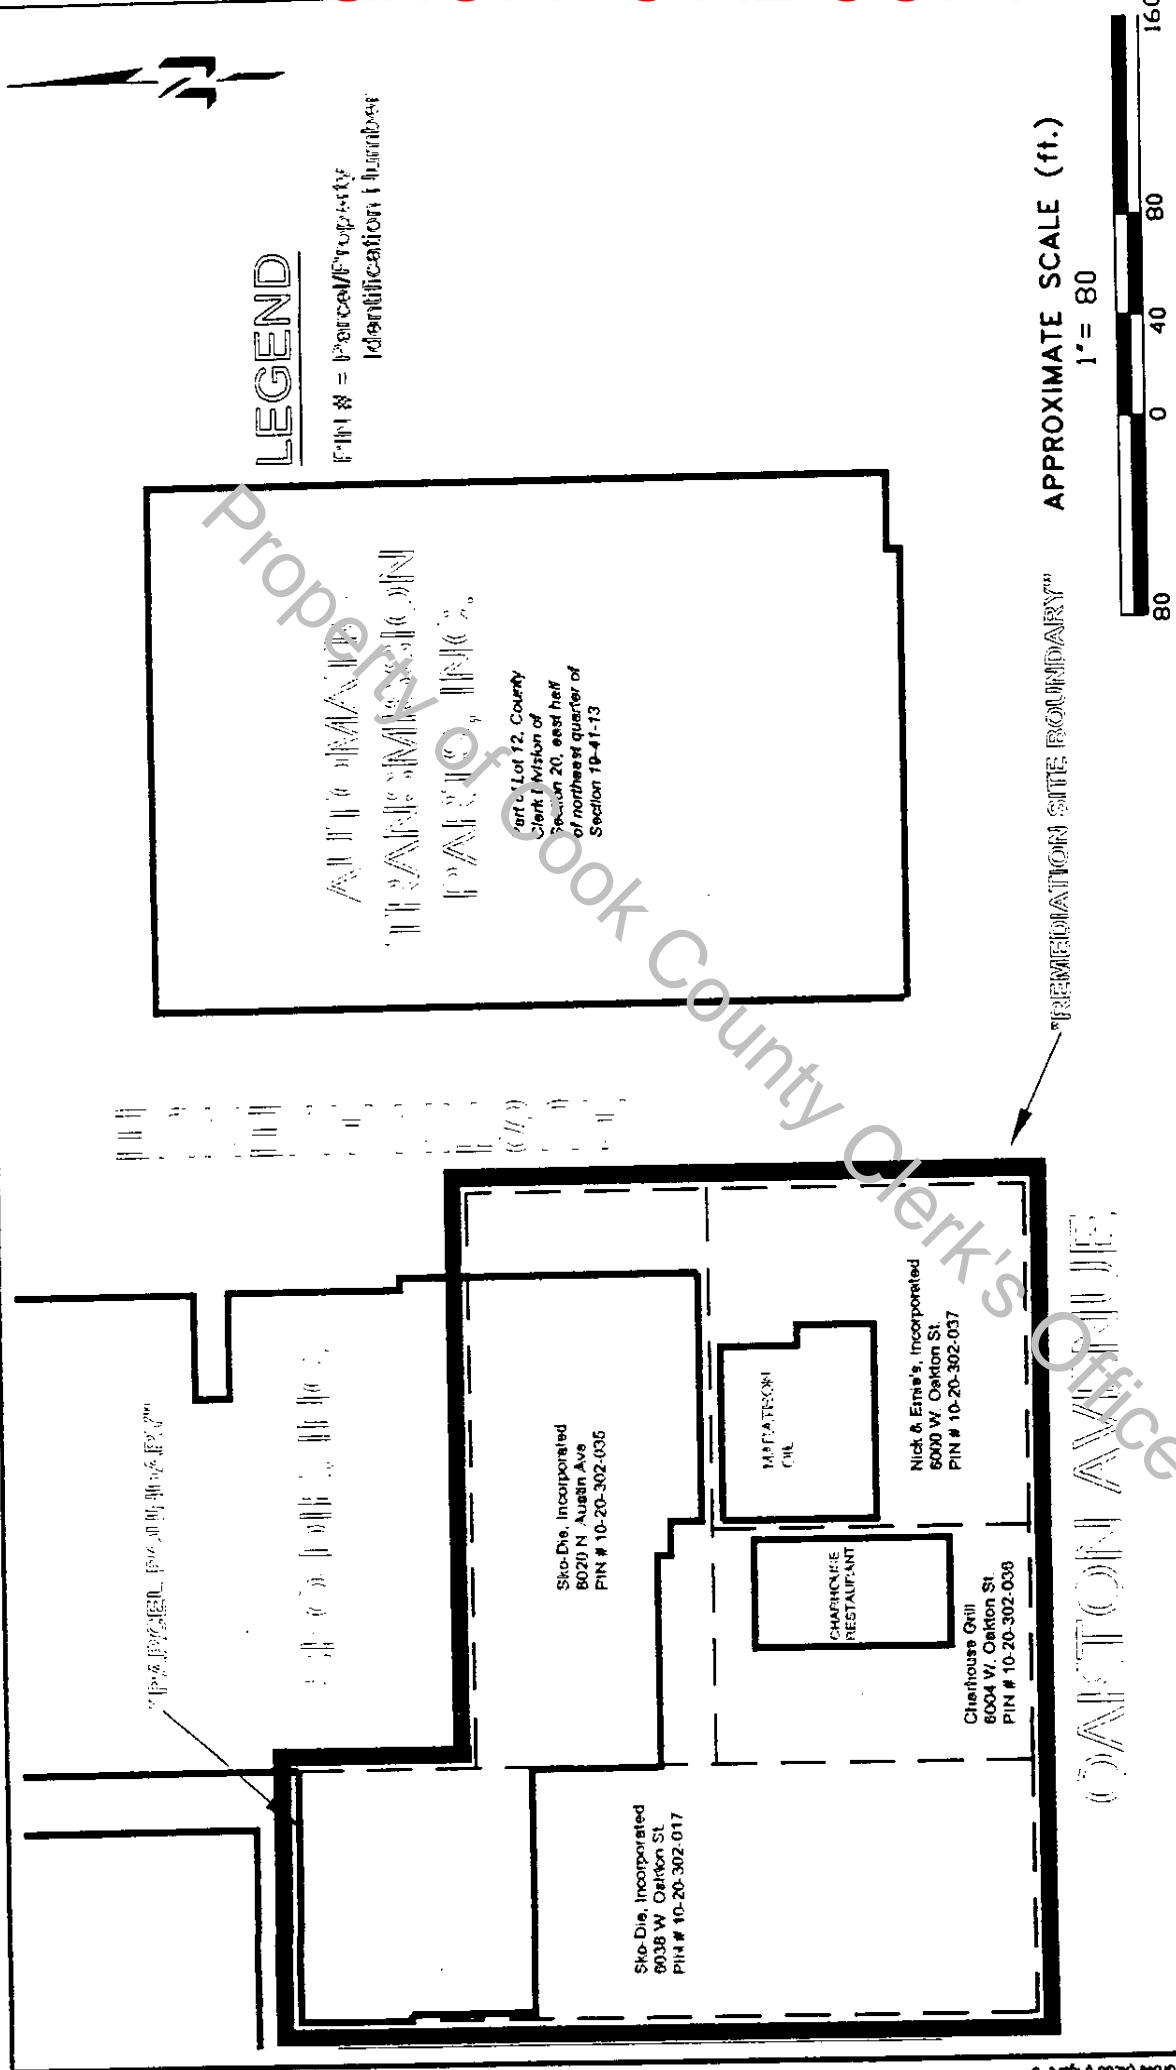 LEGEND
PIN # = Parcel/Property
Identification Number
AUTOMATIC
TRANSMISSION
PARTS, INC.
Part of Lot 12, County
Clerk Division of
Section 20, east half
of northeast quarter of
Section 19-41-13
"PARCEL BOUNDARY"
Sko-Die, Incorporated
8020 N. Austin Ave
PIN # 10-20-302-035
MARATHON
OIL
Nick & Ernie's, Incorporated
6000 W. Oakton St.
PIN # 10-20-302-037
CHARHOUSE
RESTAURANT
Charhouse Grill
6004 W. Oakton St.
PIN # 10-20-302-036
Sko-Die, Incorporated
6038 W. Oakton St.
PIN # 10-20-302-017
OAKTON AVENUE
"REMEDIATION SITE BOUNDARY"
APPROXIMATE SCALE (ft.)
1"= 80
80 0 40 80 160
Property of Cook County Clerk's Office